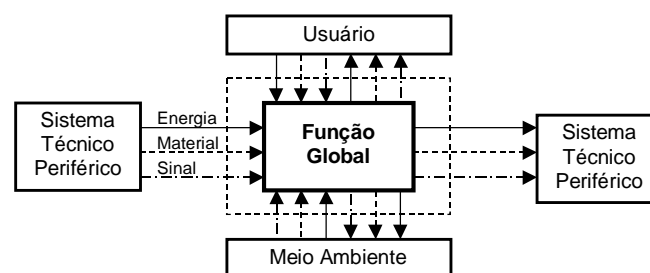 Usuário
Sistema
Técnico
Periférico
Energia
Material
Sinal
Função
Global
Sistema
Técnico
Periférico
Meio Ambiente